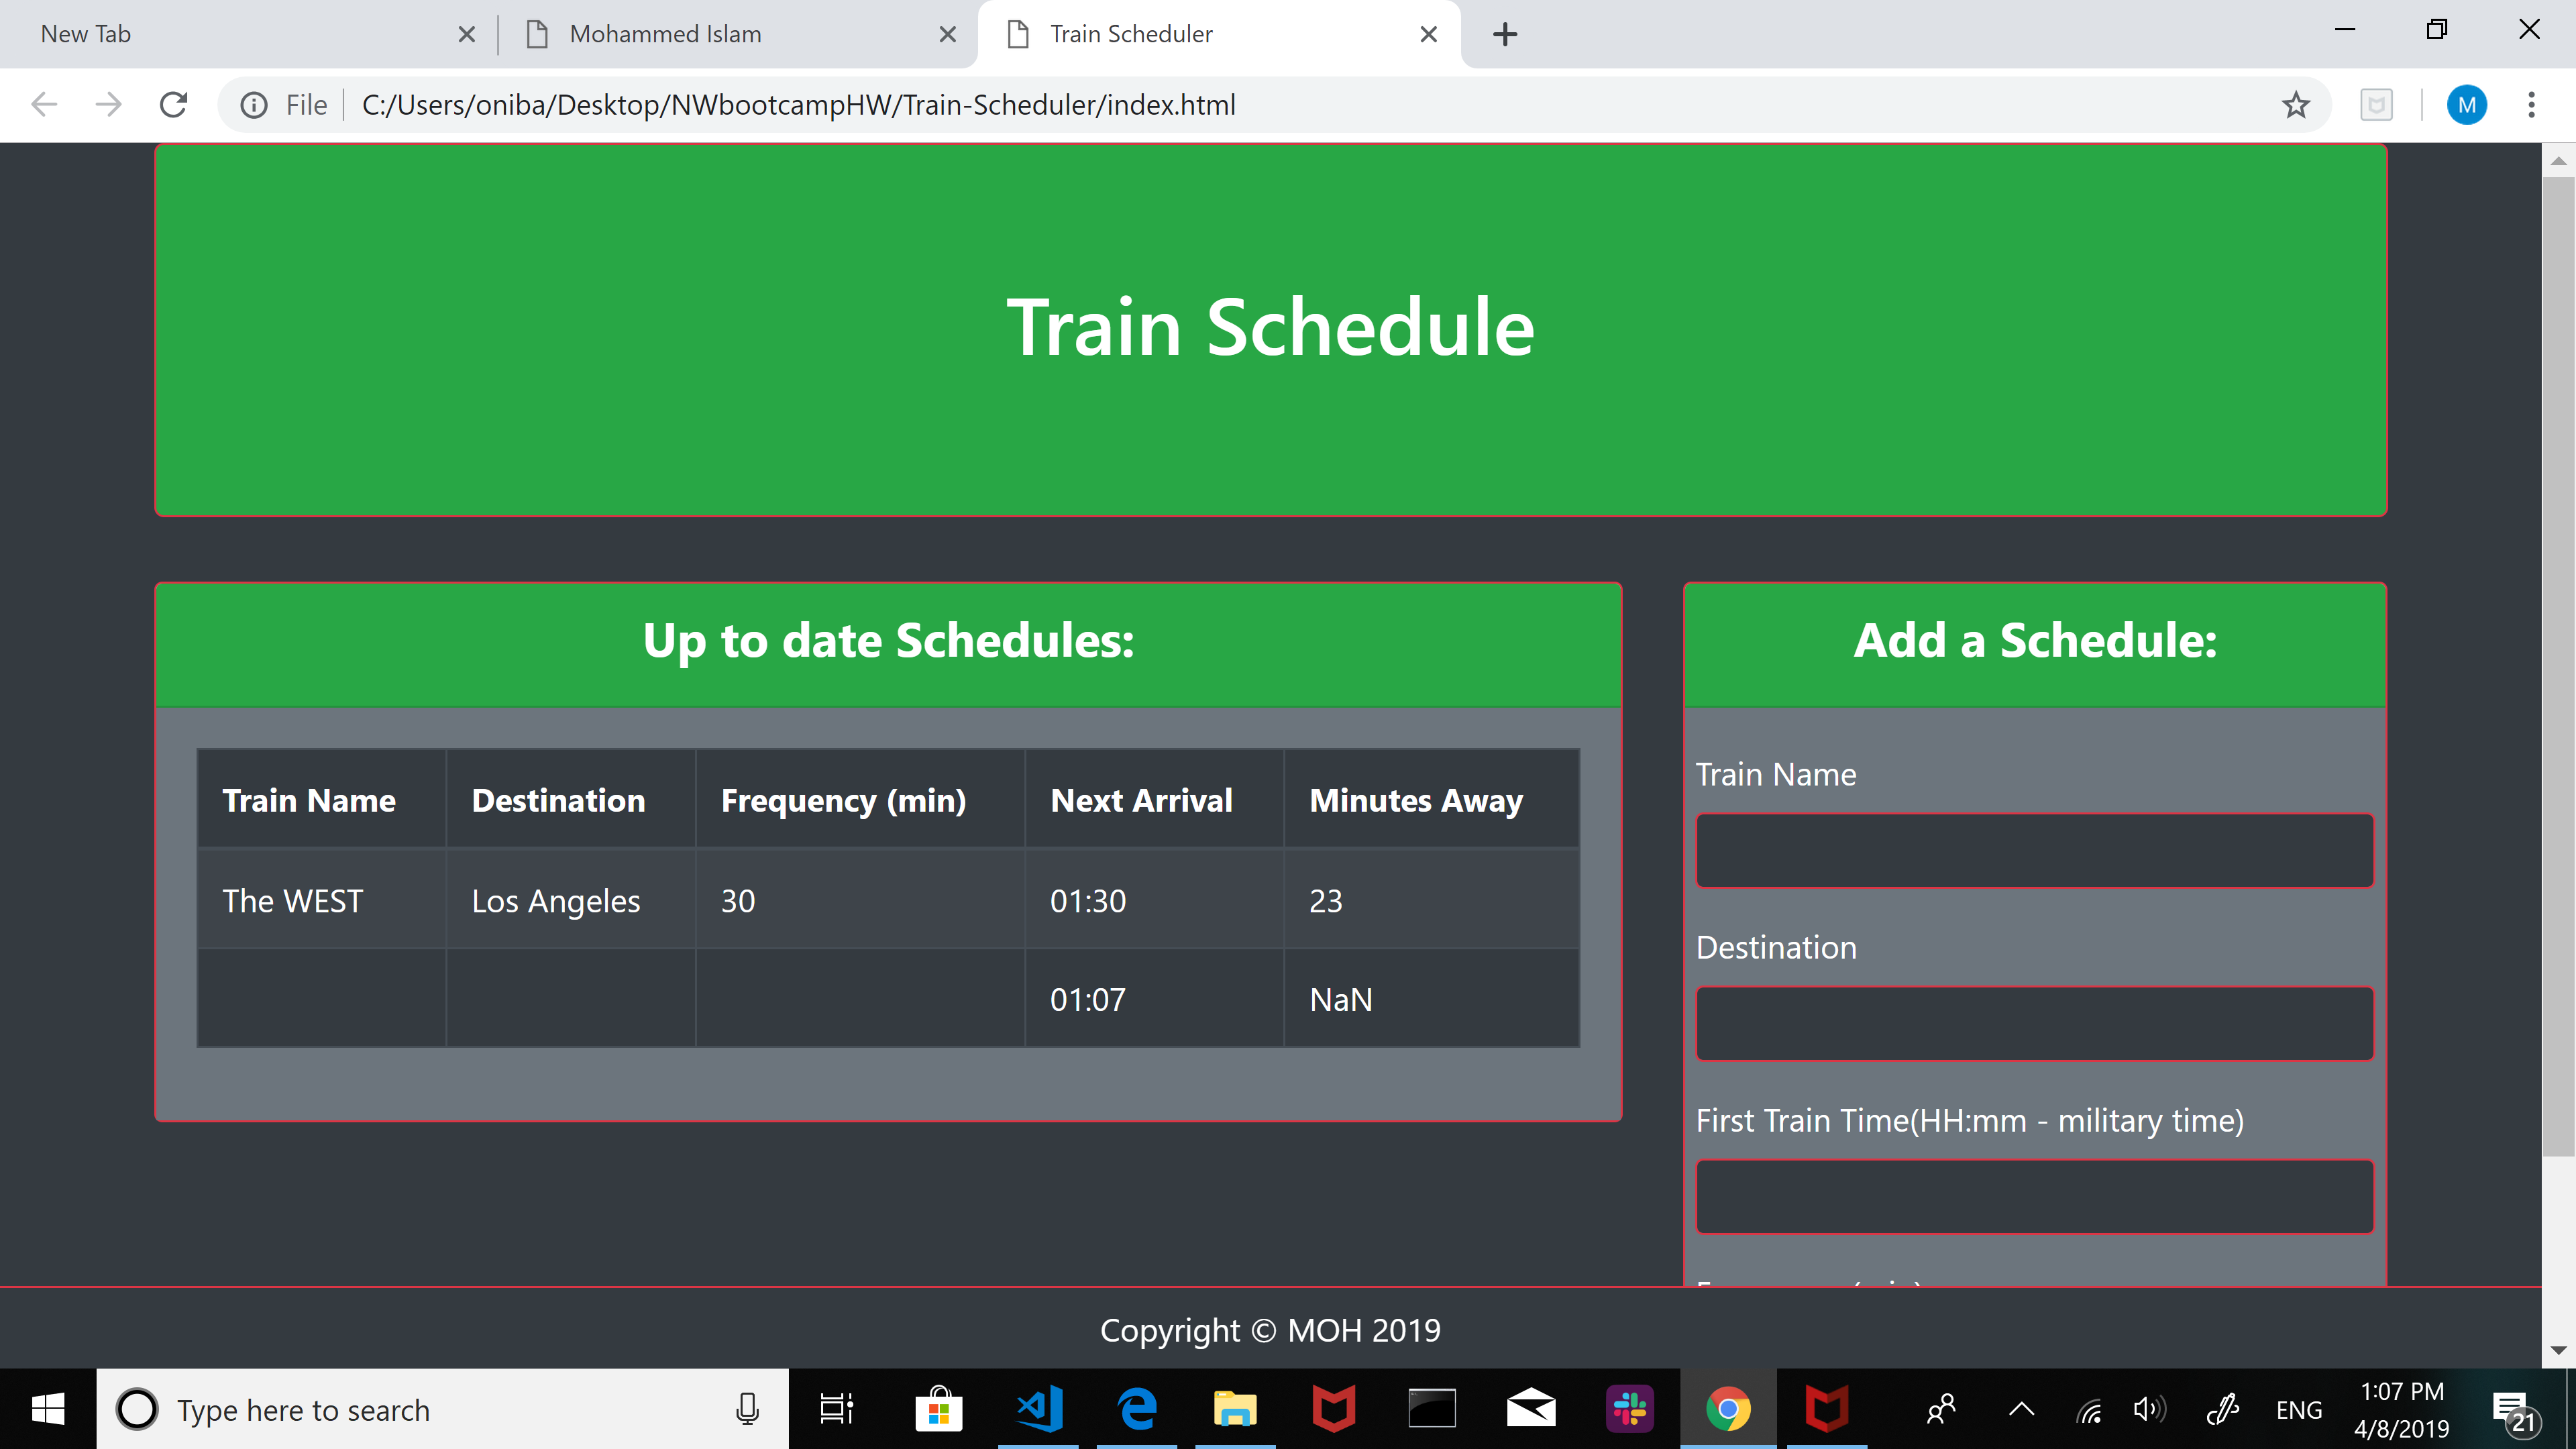 New Tab
Mohammed Islam
Train Scheduler
File
C:/Users/oniba/Desktop/NWbootcampHW/Train-Scheduler/index.html
M
Train Schedule
Up to date Schedules:
Train Name Destination Frequency (min) Next Arrival Minutes Away
The WEST Los Angeles 30 01:30 23
01:07 NaN
Add a Schedule:
Train Name
Destination
First Train Time(HH:mm - military time)
Copyright © MOH 2019
Type here to search
ENG
1:07 PM
4/8/2019
21